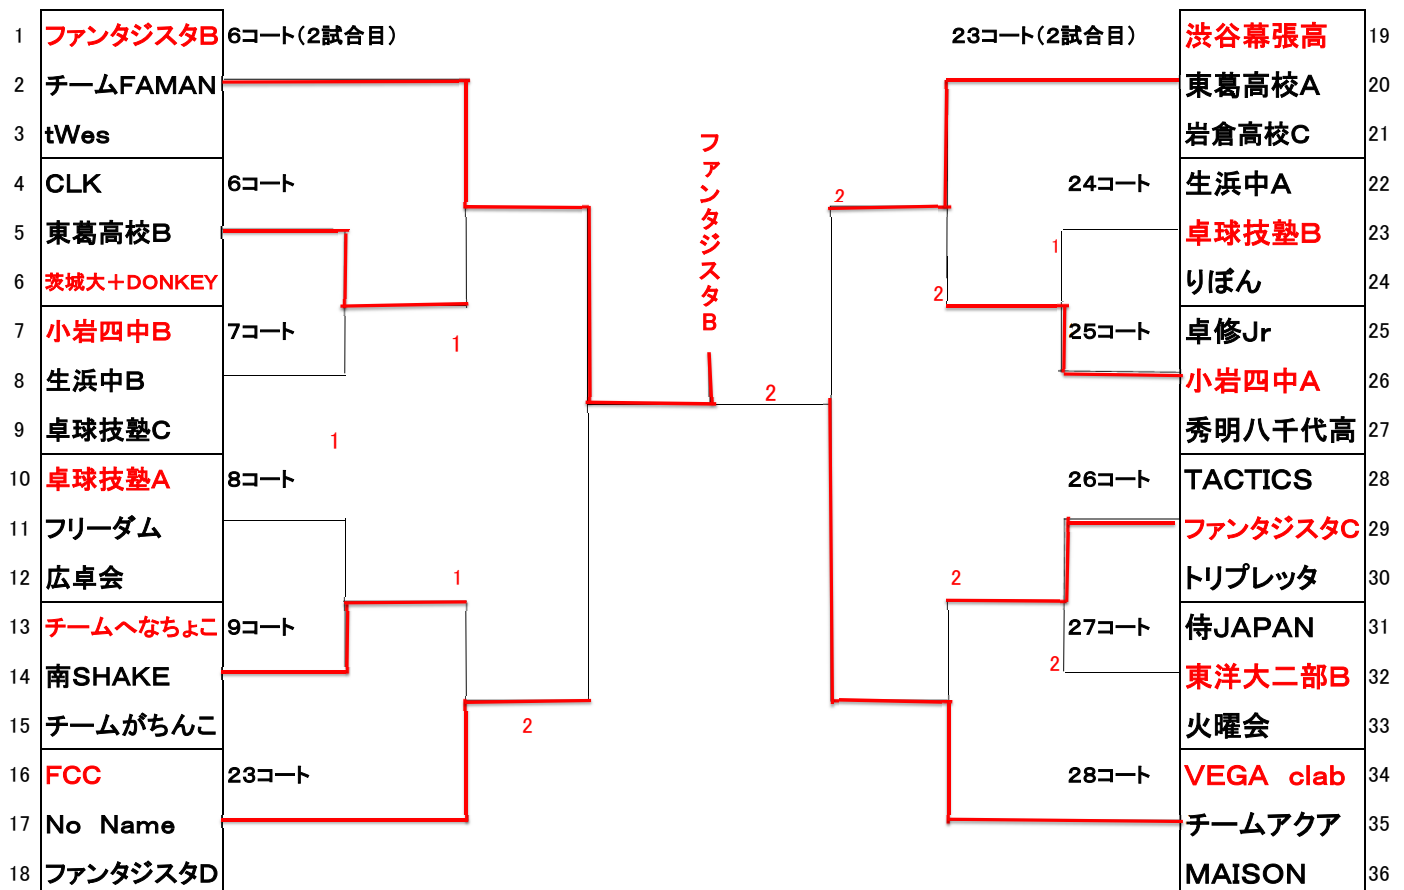 1 ファンタジスタB 6コート(2試合目)
2 チームFAMAN
3 tWes
4 CLK 6コート
5 東葛高校B
6 茨城大+DONKEY
7 小岩四中B 7コート
8 生浜中B
9 卓球技塾C
10 卓球技塾A 8コート
11 フリーダム
12 広卓会
13 チームへなちょこ 9コート
14 南SHAKE
15 チームがちんこ
16 FCC 23コート
17 No Name
18 ファンタジスタD
1
1
1
2
ファンタジスタB
2
2
1
2
2
2
23コート(2試合目) 渋谷幕張高 19
東葛高校A 20
岩倉高校C 21
24コート 生浜中A 22
卓球技塾B 23
りぼん 24
25コート 卓修Jr 25
小岩四中A 26
秀明八千代高 27
26コート TACTICS 28
ファンタジスタC 29
トリプレッタ 30
27コート 侍JAPAN 31
東洋大二部B 32
火曜会 33
28コート VEGA clab 34
チームアクア 35
MAISON 36